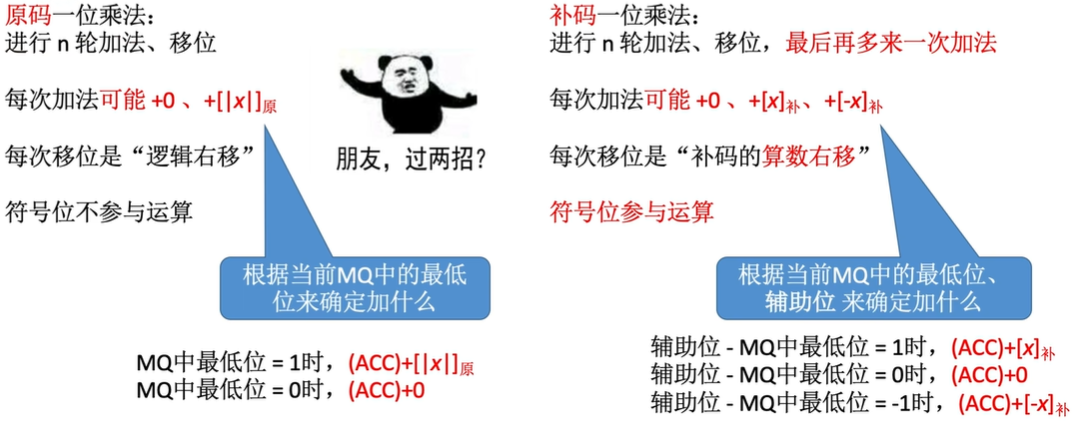 原码一位乘法：
进行 n 轮加法、移位
每次加法可能 +0 、+[|x|]原
每次移位是“逻辑右移”
符号位不参与运算
朋友，过两招？
根据当前MQ中的最低
位来确定加什么
MQ中最低位 = 1时，(ACC)+[|x|]原
MQ中最低位 = 0时，(ACC)+0
补码一位乘法：
进行 n 轮加法、移位，最后再多来一次加法
每次加法可能 +0 、+[x]补、+[-x]补
每次移位是“补码的算数右移”
符号位参与运算
根据当前MQ中的最低位、
辅助位 来确定加什么
辅助位 - MQ中最低位 = 1时，(ACC)+[x]补
辅助位 - MQ中最低位 = 0时，(ACC)+0
辅助位 - MQ中最低位 = -1时，(ACC)+[-x]补